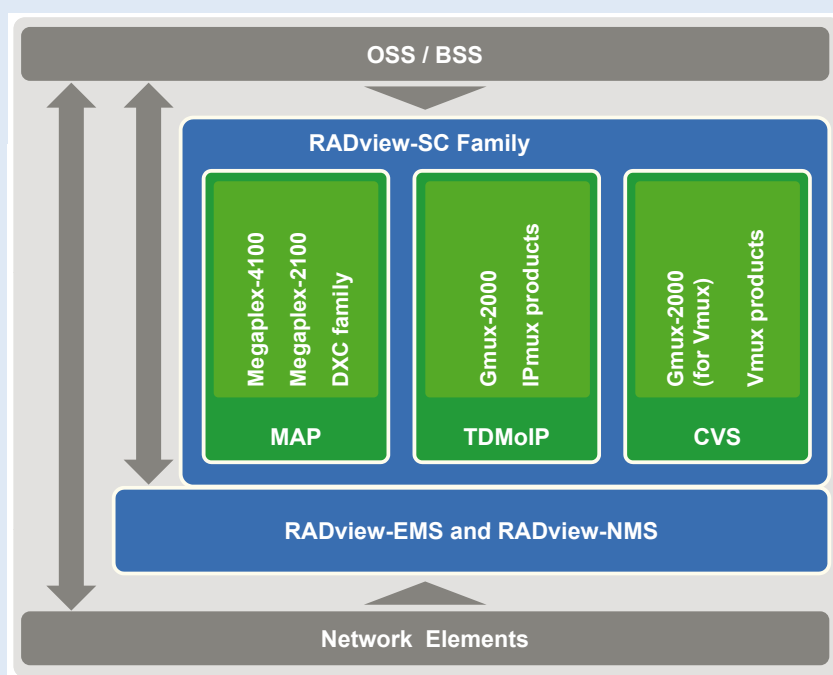 OSS / BSS
RADview-SC Family
Megaplex-4100
Megaplex-2100
DXC family
MAP
Gmux-2000
IPmux products
TDMoIP
Gmux-2000
(for Vmux)
Vmux products
CVS
RADview-EMS and RADview-NMS
Network Elements